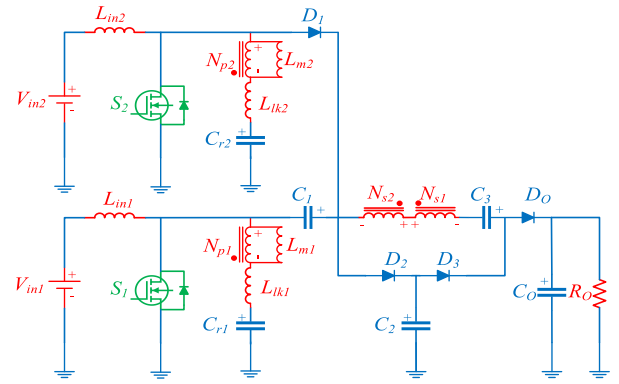 L_in2
D_1
N_p2
+
-
L_m2
V_in2
+
-
S_2
L_lk2
C_r2
+
L_in1
C_1
+
N_s2
N_s1
C_3
+
D_O
-
++
-
N_p1
+
-
L_m1
V_in1
+
-
S_1
L_lk1
D_2
D_3
C_r1
+
C_2
+
C_O
+
R_O